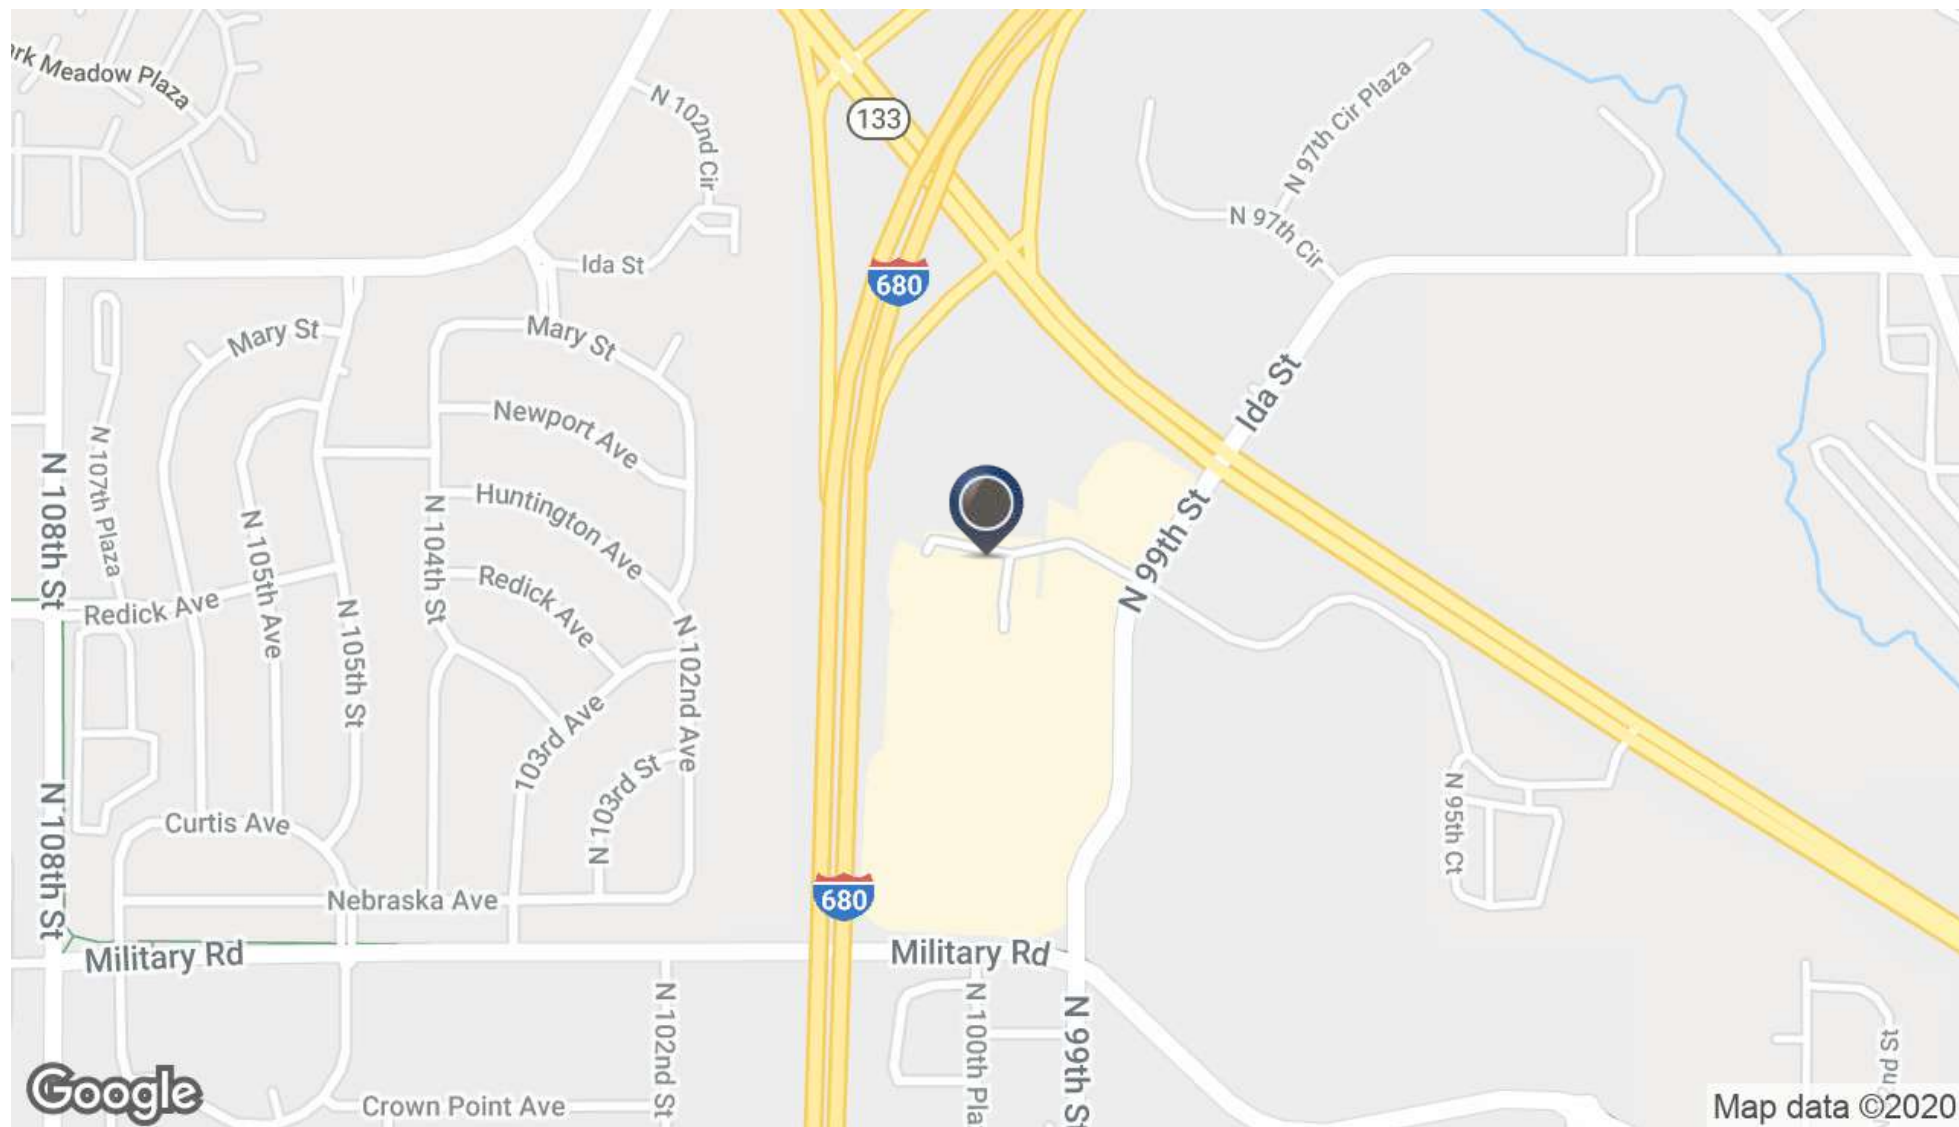 Meadow Plaza
N 102nd Cir
133
N 97th Cir Plaza
N 97th Cir
Ida St
680
Mary St
Mary St
Ida St
Newport Ave
N 107th Plaza
N 108th St
N 104th St
Huntington Ave
N 105th Ave
N 99th St
Redick Ave
Redick Ave
N 105th St
N 102nd Ave
103rd Ave
N 103rd St
N 95th Ct
N 108th St
Curtis Ave
Nebraska Ave
680
Military Rd
Military Rd
N 102nd St
N 100th
N 99th St
Crown Point Ave
St
Google
Map data ©2020